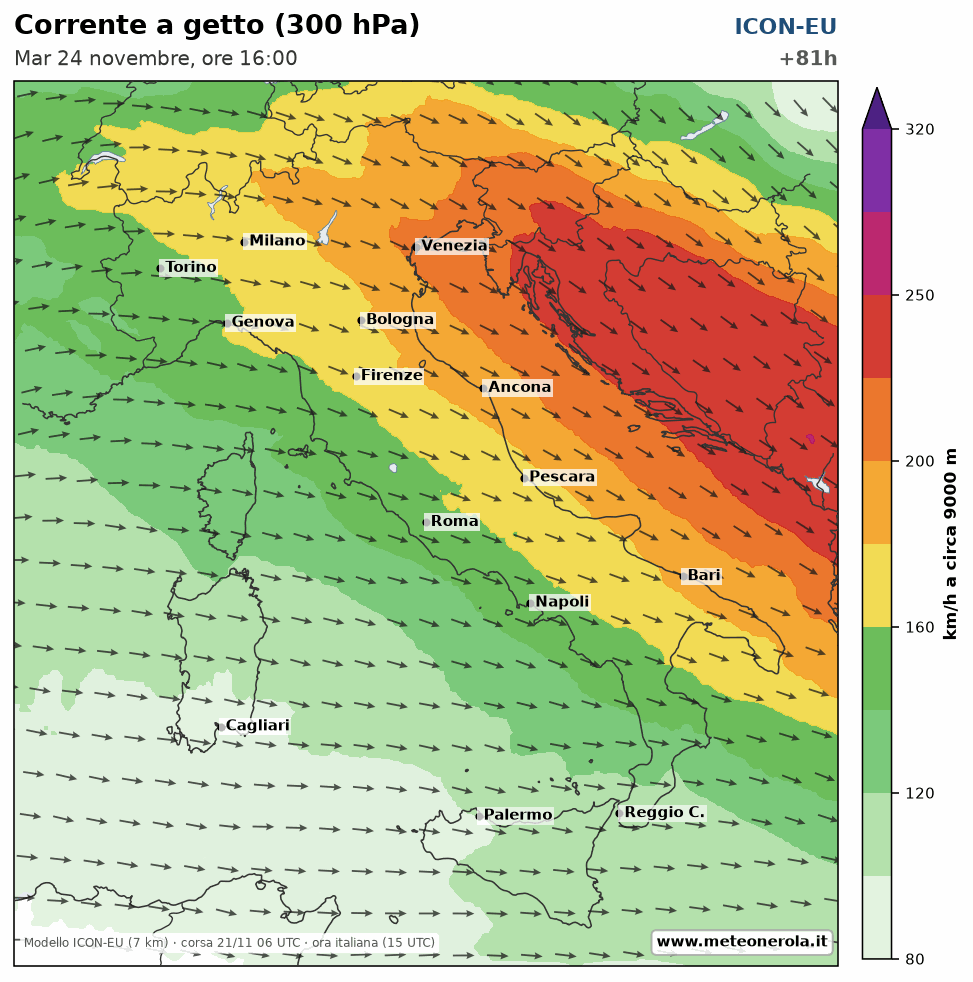 Corrente a getto (300 hPa)
ICON-EU
Mar 24 novembre, ore 16:00
+81h
Milano
Venezia
Torino
Genova
Bologna
Firenze
Ancona
Pescara
Roma
Bari
Napoli
Cagliari
Palermo
Reggio C.
320
250
200
160
120
80
km/h a circa 9000 m
Modello ICON-EU (7 km) · corsa 21/11 06 UTC · ora italiana (15 UTC)
www.meteonerola.it